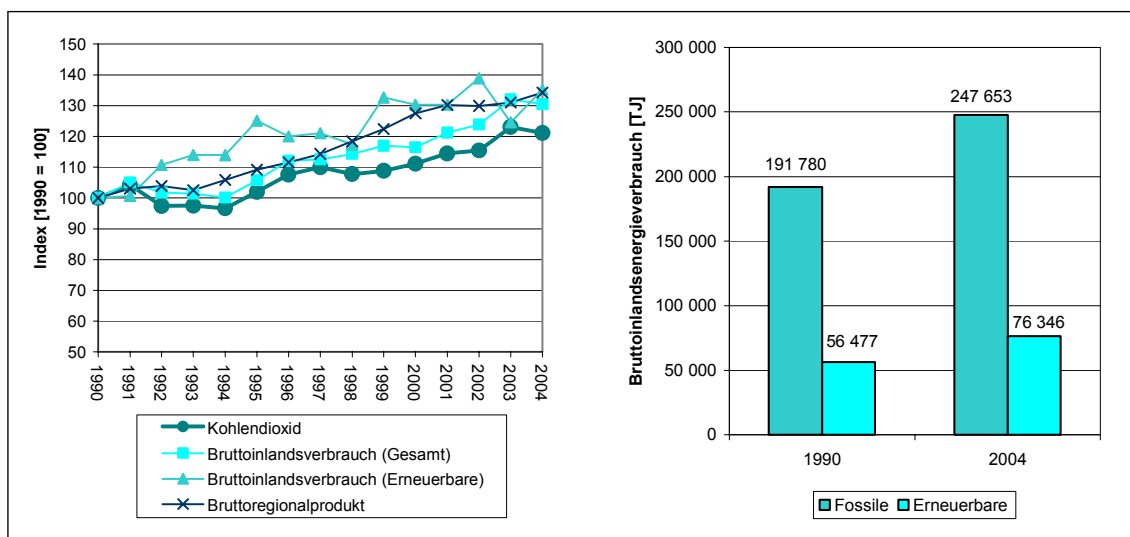 150
140
130
120
110
100
90
80
70
60
50
Index [1990 = 100]
1990 1991 1992 1993 1994 1995 1996 1997 1998 1999 2000 2001 2002 2003 2004
Kohlendioxid
Bruttoinlandsverbrauch (Gesamt)
Bruttoinlandsverbrauch (Erneuerbare)
Bruttoregionalprodukt
300 000
250 000
200 000
150 000
100 000
50 000
0
Bruttoinlandsenergieverbrauch [TJ]
191 780
56 477
247 653
76 346
1990 2004
Fossile Erneuerbare